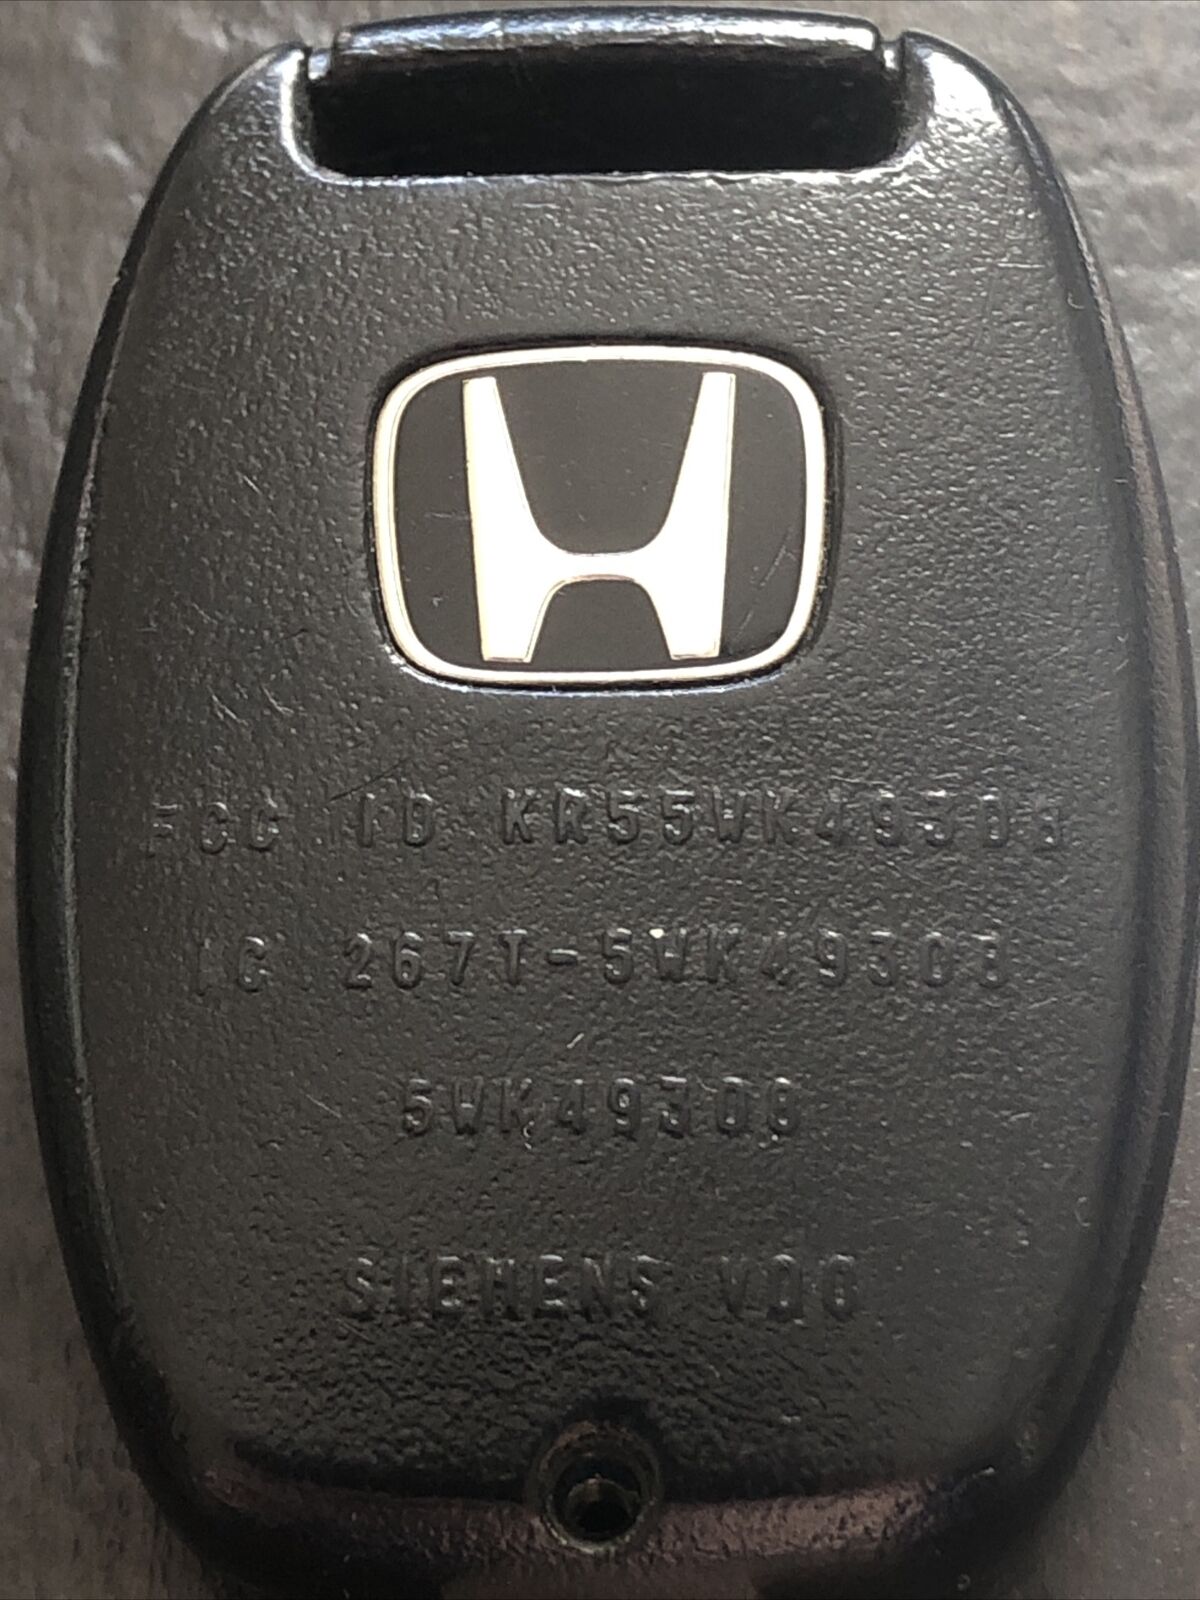 FCC ID KR55WK49308
IC 267T-5WK49308
5WK49308
SIEMENS VDO